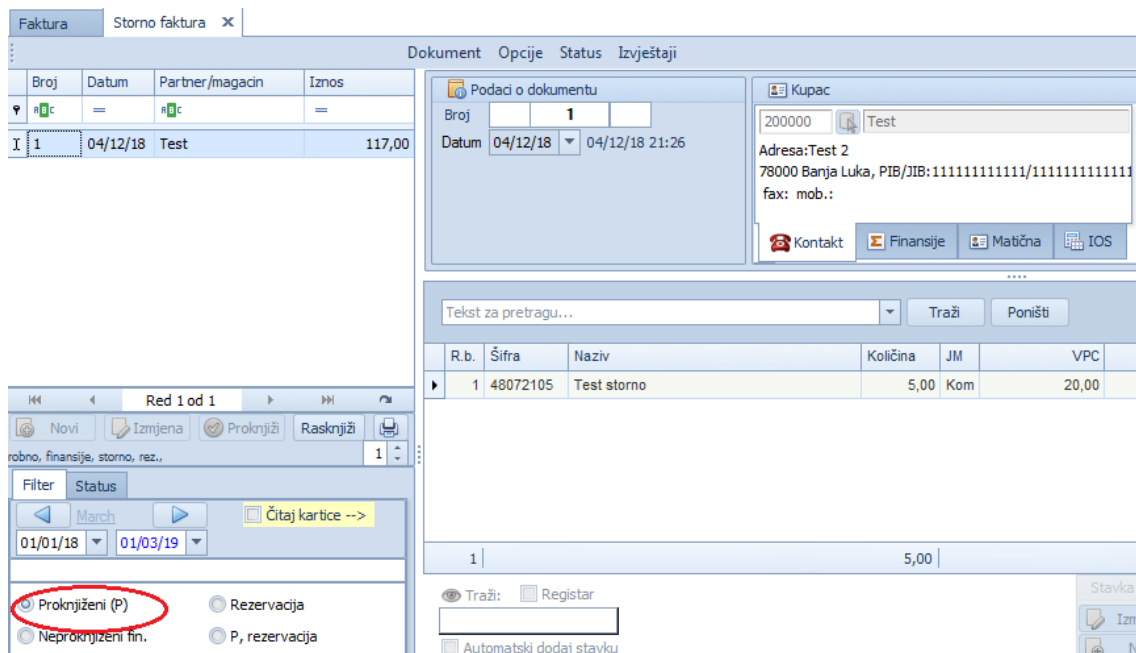 Faktura
Storno faktura
Dokument Opcije Status Izvještaji
Broj Datum Partner/magacin Iznos
ABC = ABC =
1 04/12/18 Test 117,00
Podaci o dokumentu
Broj 1
Datum 04/12/18 04/12/18 21:26
Kupac
200000 Test
Adresa:Test 2
78000 Banja Luka, PIB/JIB:111111111111/1111111111111
fax: mob.:
Kontakt Finansije Matična IOS
Tekst za pretragu... Traži Poništi
R.b. Šifra Naziv Količina JM VPC
1 48072105 Test storno 5,00 Kom 20,00
Red 1 od 1
Novi Izmjena Proknjiži Rasknjiži
robno, finansije, storno, rez., 1
Filter Status
March Čitaj kartice -->
01/01/18 01/03/19
Proknjiženi (P) Rezervacija
Neproknjiženi fin. P, rezervacija
1 5,00
Traži: Registar
Automatski dodaj stavku
Stavka